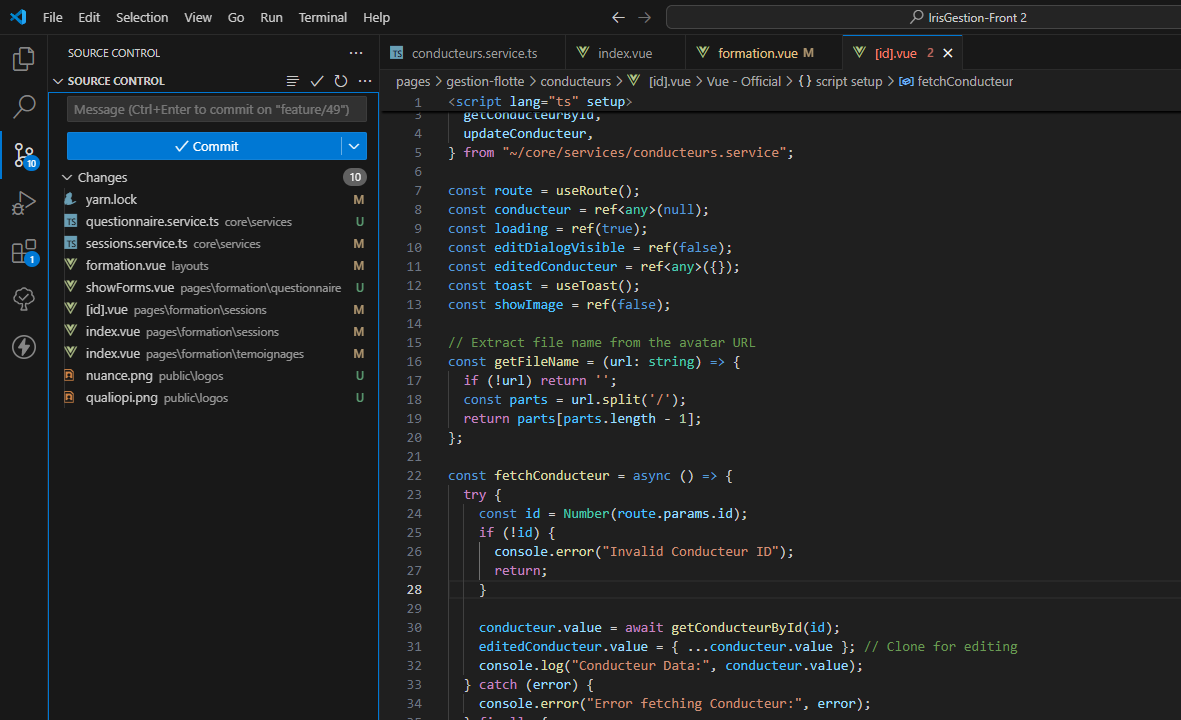 File Edit Selection View Go Run Terminal Help
IrisGestion-Front 2
SOURCE CONTROL
SOURCE CONTROL
Message (Ctrl+Enter to commit on "feature/49")
Commit
Changes 10
yarn.lock M
TS questionnaire.service.ts core\services U
TS sessions.service.ts core\services M
formation.vue layouts M
showForms.vue pages\formation\questionnaire U
[id].vue pages\formation\sessions M
index.vue pages\formation\sessions M
index.vue pages\formation\temoignages M
nuance.png public\logos U
qualiopi.png public\logos U
10
1
TS conducteurs.service.ts index.vue formation.vue M [id].vue 2
pages > gestion-flotte > conducteurs > [id].vue > Vue - Official > {} script setup > fetchConducteur
1 <script lang="ts" setup>
3 getConducteurById,
4 updateConducteur,
5 } from "~/core/services/conducteurs.service";
6
7 const route = useRoute();
8 const conducteur = ref<any>(null);
9 const loading = ref(true);
10 const editDialogVisible = ref(false);
11 const editedConducteur = ref<any>({});
12 const toast = useToast();
13 const showImage = ref(false);
14
15 // Extract file name from the avatar URL
16 const getFileName = (url: string) => {
17 if (!url) return '';
18 const parts = url.split('/');
19 return parts[parts.length - 1];
20 };
21
22 const fetchConducteur = async () => {
23 try {
24 const id = Number(route.params.id);
25 if (!id) {
26 console.error("Invalid Conducteur ID");
27 return;
28 }
29
30 conducteur.value = await getConducteurById(id);
31 editedConducteur.value = { ...conducteur.value }; // Clone for editing
32 console.log("Conducteur Data:", conducteur.value);
33 } catch (error) {
34 console.error("Error fetching Conducteur:", error);
35 } finally {